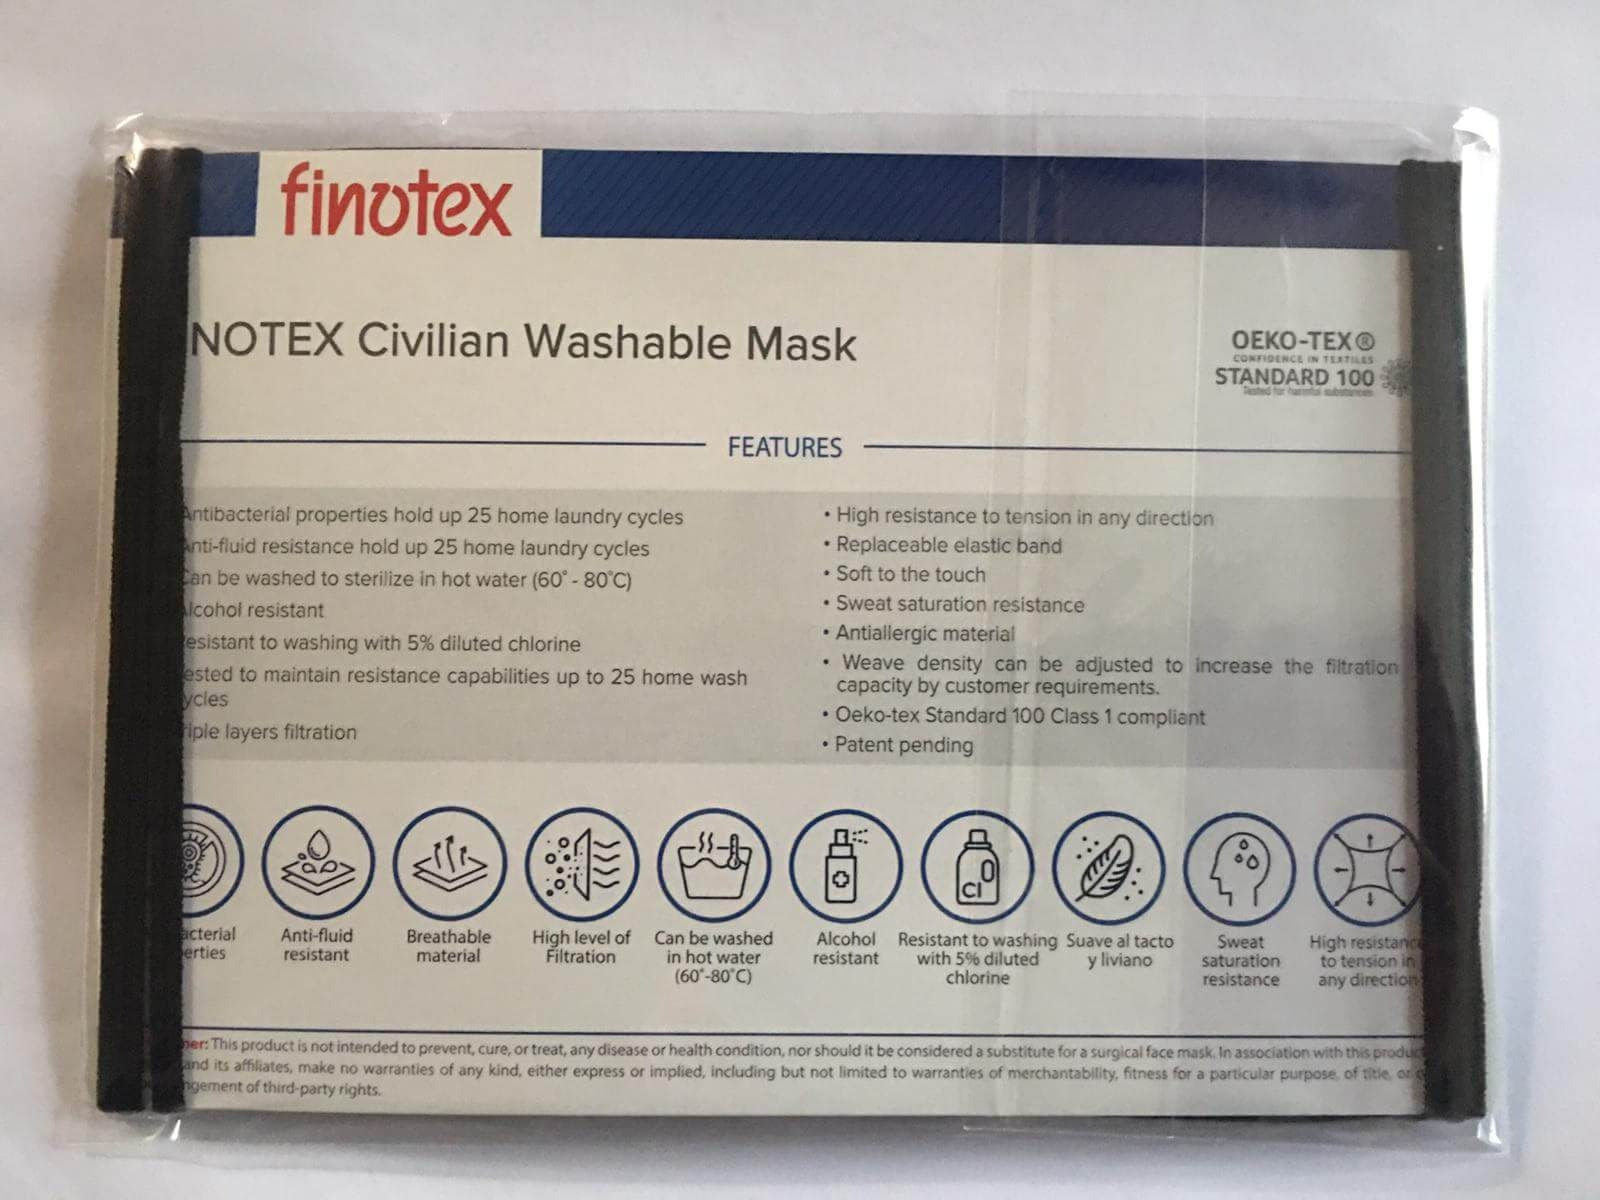 finotex
NOTEX Civilian Washable Mask
OEKO-TEX®
CONFIDENCE IN TEXTILES
STANDARD 100
Tested for harmful substances
FEATURES
Antibacterial properties hold up 25 home laundry cycles
Anti-fluid resistance hold up 25 home laundry cycles
Can be washed to sterilize in hot water (60° - 80°C)
lcohol resistant
esistant to washing with 5% diluted chlorine
ested to maintain resistance capabilities up to 25 home wash
ycles
riple layers filtration
• High resistance to tension in any direction
• Replaceable elastic band
• Soft to the touch
• Sweat saturation resistance
• Antiallergic material
• Weave density can be adjusted to increase the filtration
capacity by customer requirements.
• Oeko-tex Standard 100 Class 1 compliant
• Patent pending
Cl
acterial
erties
Anti-fluid
resistant
Breathable
material
High level of
Filtration
Can be washed
in hot water
(60°-80°C)
Alcohol
resistant
Resistant to washing
with 5% diluted
chlorine
Suave al tacto
y liviano
Sweat
saturation
resistance
High resistance
to tension in
any direction
ner: This product is not intended to prevent, cure, or treat, any disease or health condition, nor should it be considered a substitute for a surgical face mask. In association with this produc
and its affiliates, make no warranties of any kind, either express or implied, including but not limited to warranties of merchantability, fitness for a particular purpose, of title, or
ngement of third-party rights.